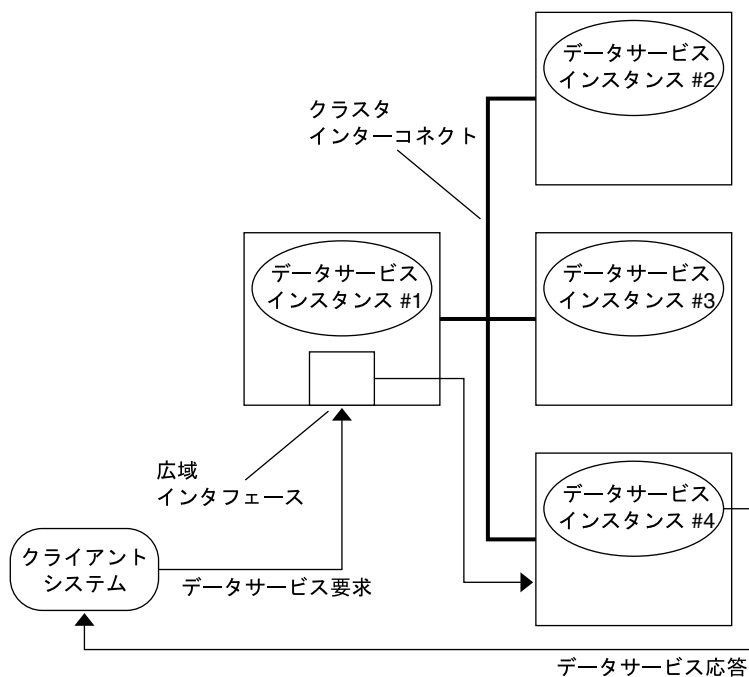 データサービス
インスタンス #2
クラスタ
インターコネクト
データサービス
インスタンス #1
データサービス
インスタンス #3
広域
インタフェース
データサービス
インスタンス #4
クライアント
システム
データサービス要求
データサービス応答